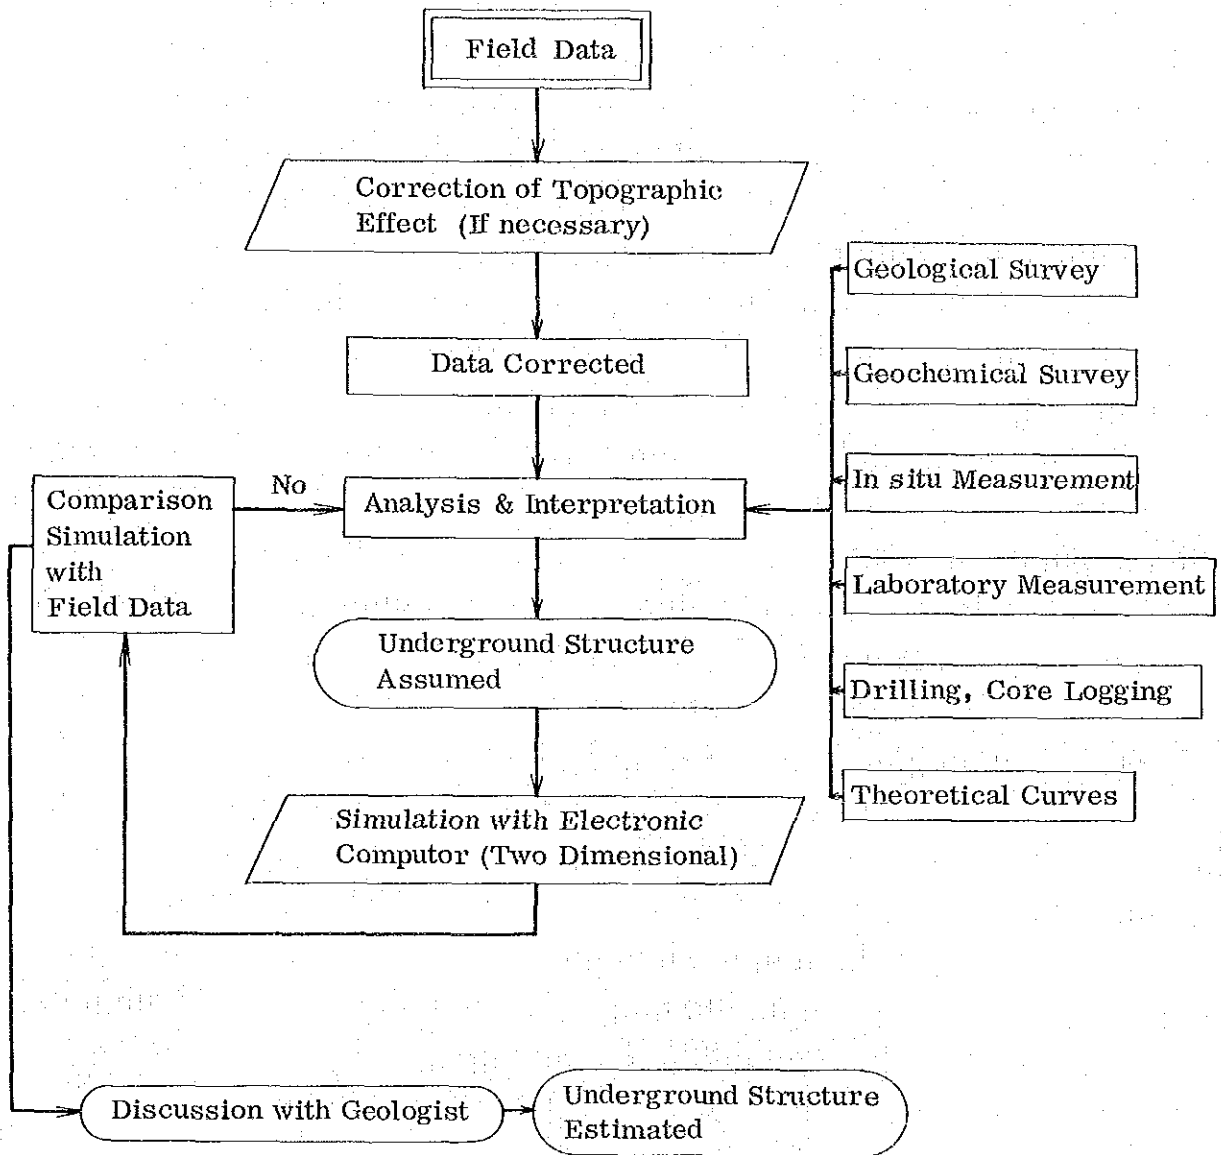 Field Data
Correction of Topographic
Effect (If necessary)
Geological Survey
Data Corrected
Geochemical Survey
No
Comparison
Simulation
with
Field Data
Analysis & Interpretation
In situ Measurement
Laboratory Measurement
Underground Structure
Assumed
Drilling, Core Logging
Theoretical Curves
Simulation with Electronic
Computor (Two Dimensional)
Discussion with Geologist
Underground Structure
Estimated